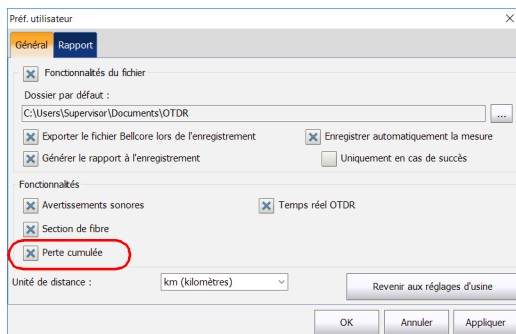 Préf. utilisateur
Général Rapport
Fonctionnalités du fichier
Dossier par défaut :
C:\Users\Supervisor\Documents\OTDR ...
Exporter le fichier Bellcore lors de l'enregistrement Enregistrer automatiquement la mesure
Générer le rapport à l'enregistrement Uniquement en cas de succès
Fonctionnalités
Avertissements sonores Temps réel OTDR
Section de fibre
Perte cumulée
Unité de distance : km (kilomètres) Revenir aux réglages d'usine
OK Annuler Appliquer